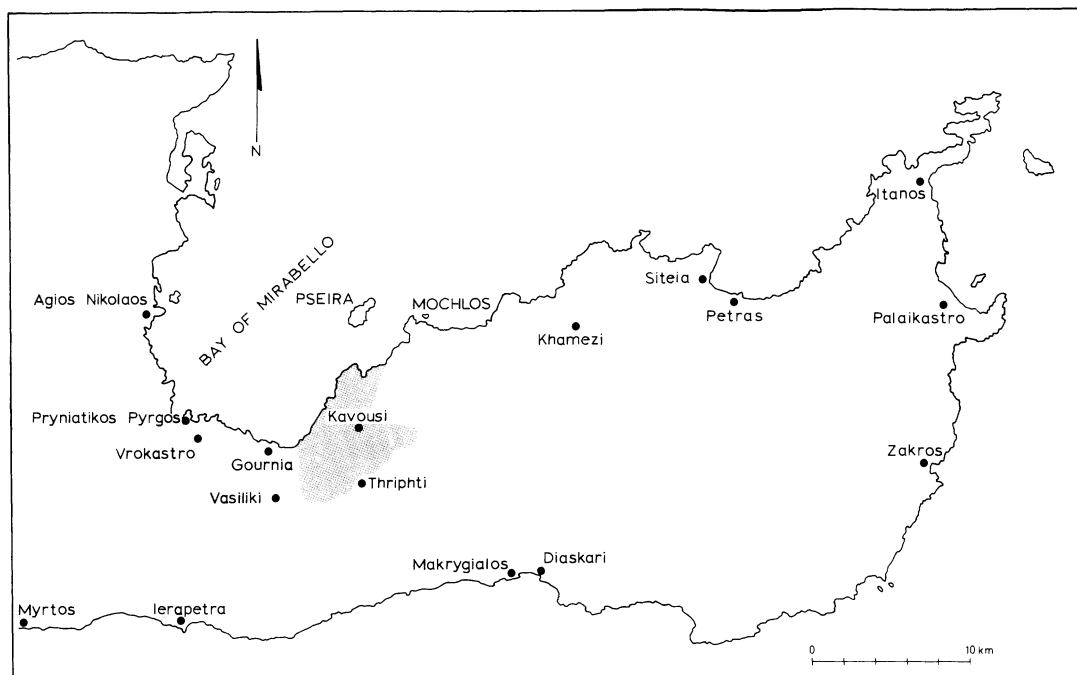 N
Itanos
BAY OF MIRABELLO
Agios Nikolaos
PSEIRA
MOCHLOS
Siteia
Petras
Palaikastro
Khamezi
Pryniatikos Pyrgos
Kavousi
Vrokastro
Gournia
Zakros
Vasiliki
Thriphti
Makrygialos
Diaskari
Myrtos
Ierapetra
0 10 km